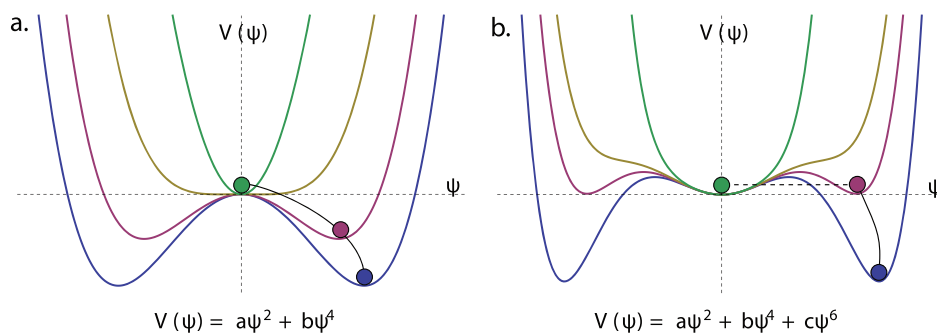 a.
V (ψ)
ψ
V (ψ) = aψ² + bψ⁴
b.
V (ψ)
ψ
V (ψ) = aψ² + bψ⁴ + cψ⁶